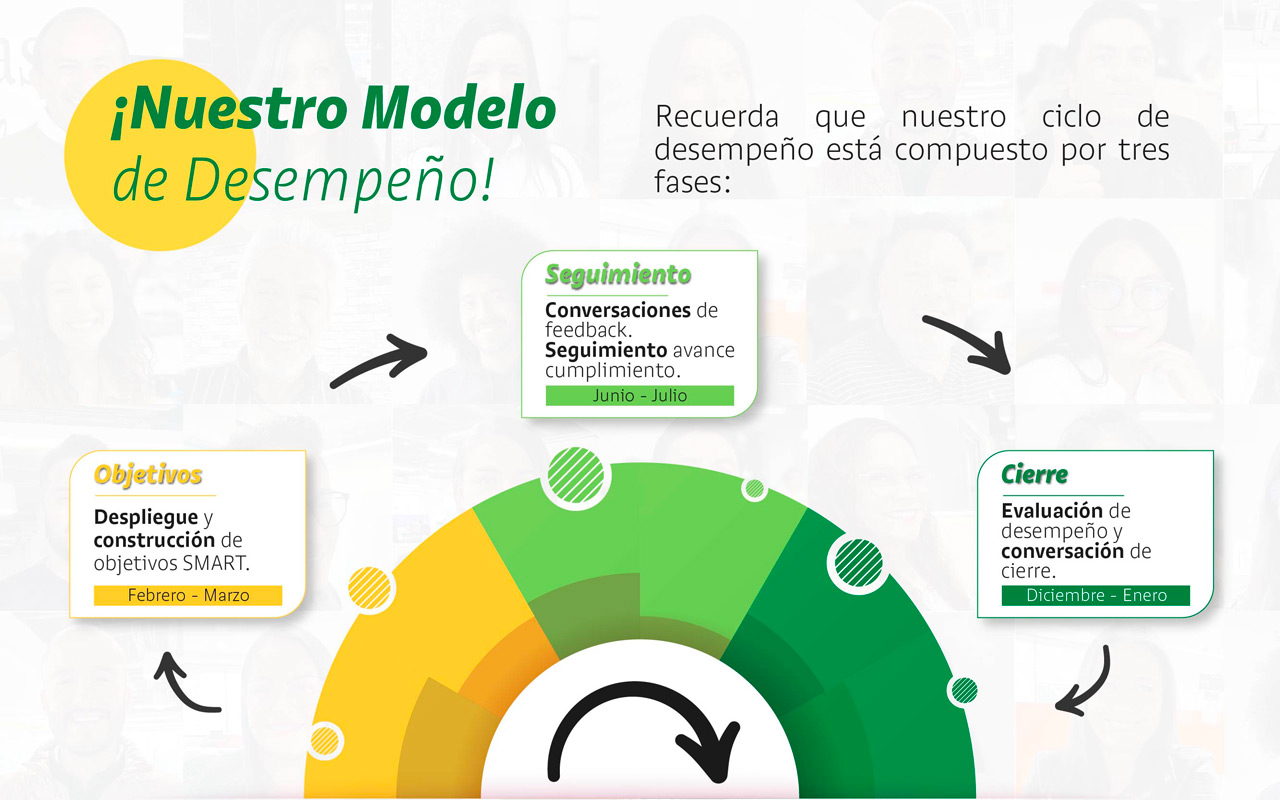 ¡Nuestro Modelo
de Desempeño!
Recuerda que nuestro ciclo de
desempeño está compuesto por tres
fases:
Seguimiento
Conversaciones de
feedback.
Seguimiento avance
cumplimiento.
Junio - Julio
Objetivos
Despliegue y
construcción de
objetivos SMART.
Febrero - Marzo
Cierre
Evaluación de
desempeño y
conversación de
cierre.
Diciembre - Enero